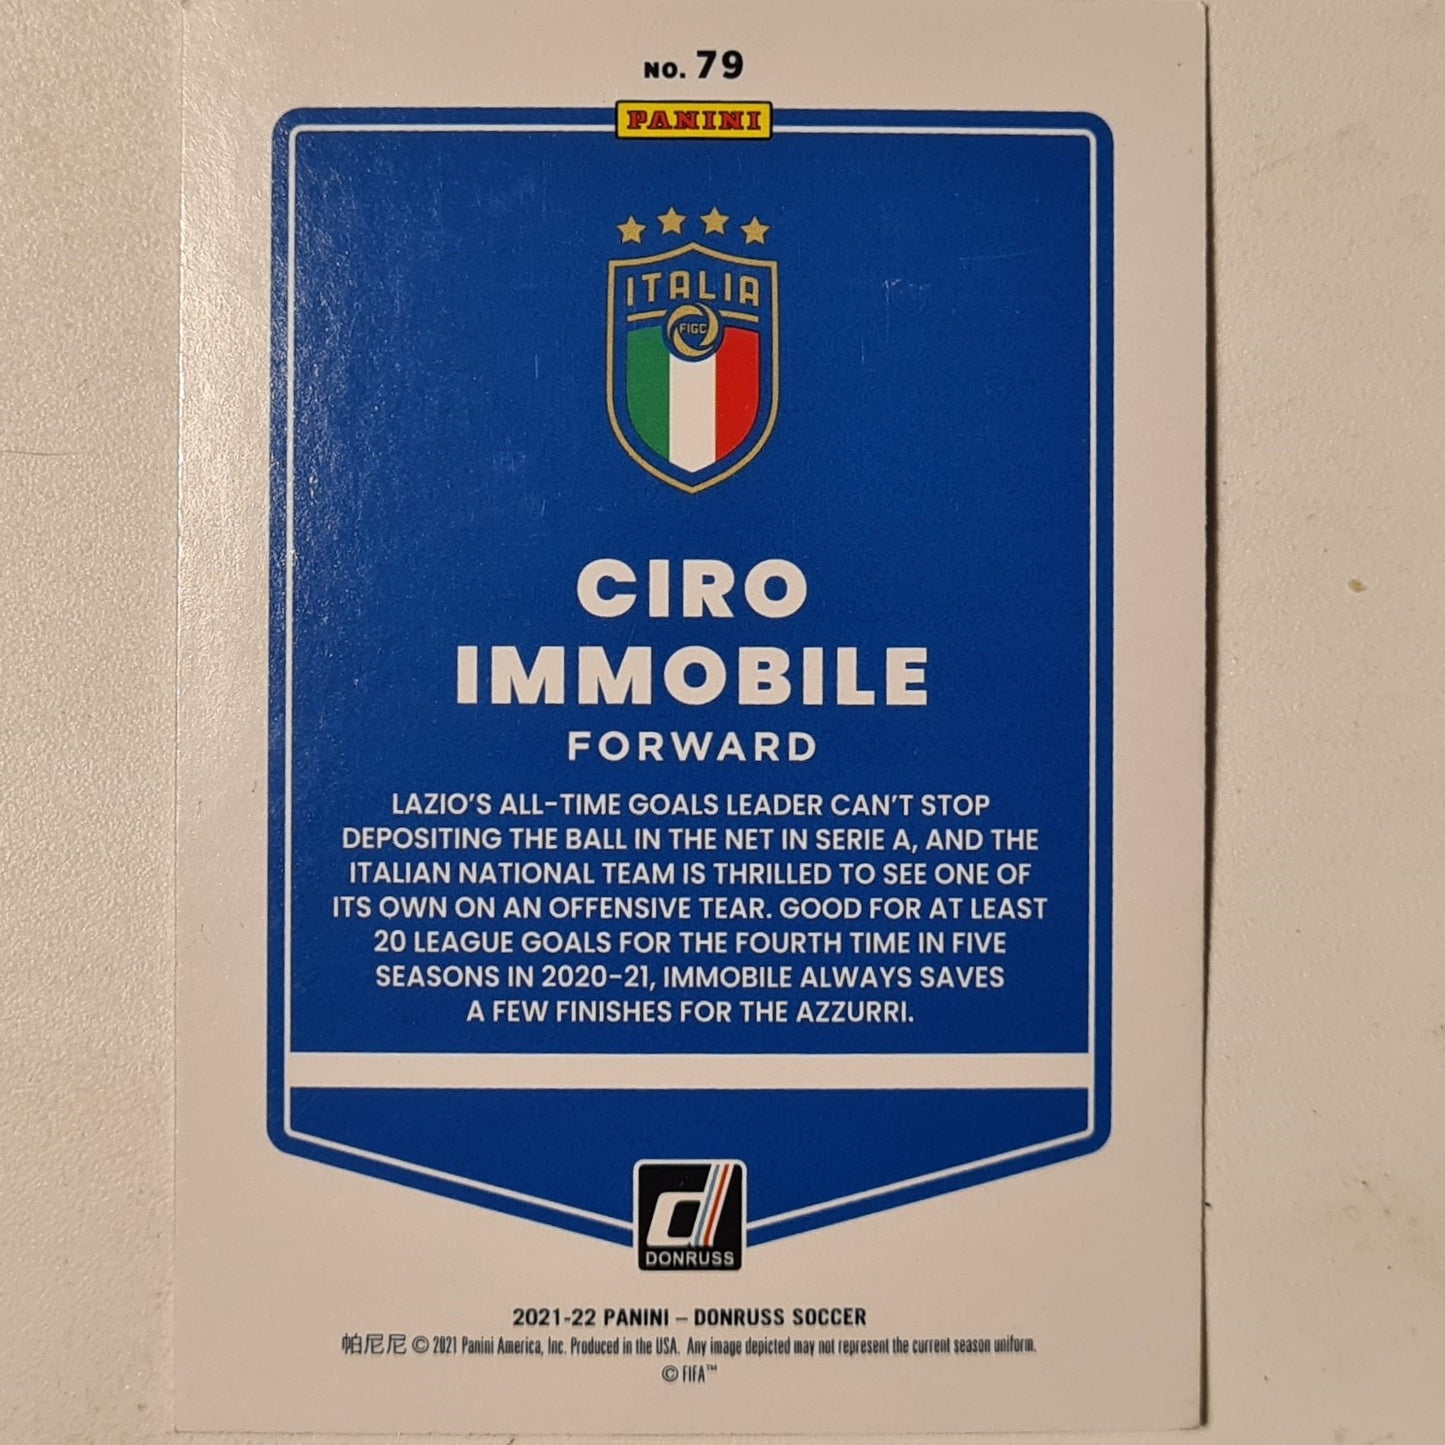 NO. 79
PANINI
ITALIA
FIGC
CIRO
IMMOBILE
FORWARD
LAZIO'S ALL-TIME GOALS LEADER CAN'T STOP
DEPOSITING THE BALL IN THE NET IN SERIE A, AND THE
ITALIAN NATIONAL TEAM IS THRILLED TO SEE ONE OF
ITS OWN ON AN OFFENSIVE TEAR. GOOD FOR AT LEAST
20 LEAGUE GOALS FOR THE FOURTH TIME IN FIVE
SEASONS IN 2020-21, IMMOBILE ALWAYS SAVES
A FEW FINISHES FOR THE AZZURRI.
d
DONRUSS
2021-22 PANINI – DONRUSS SOCCER
帕尼尼 © 2021 Panini America, Inc. Produced in the USA. Any image depicted may not represent the current season uniform.
© FIFA™